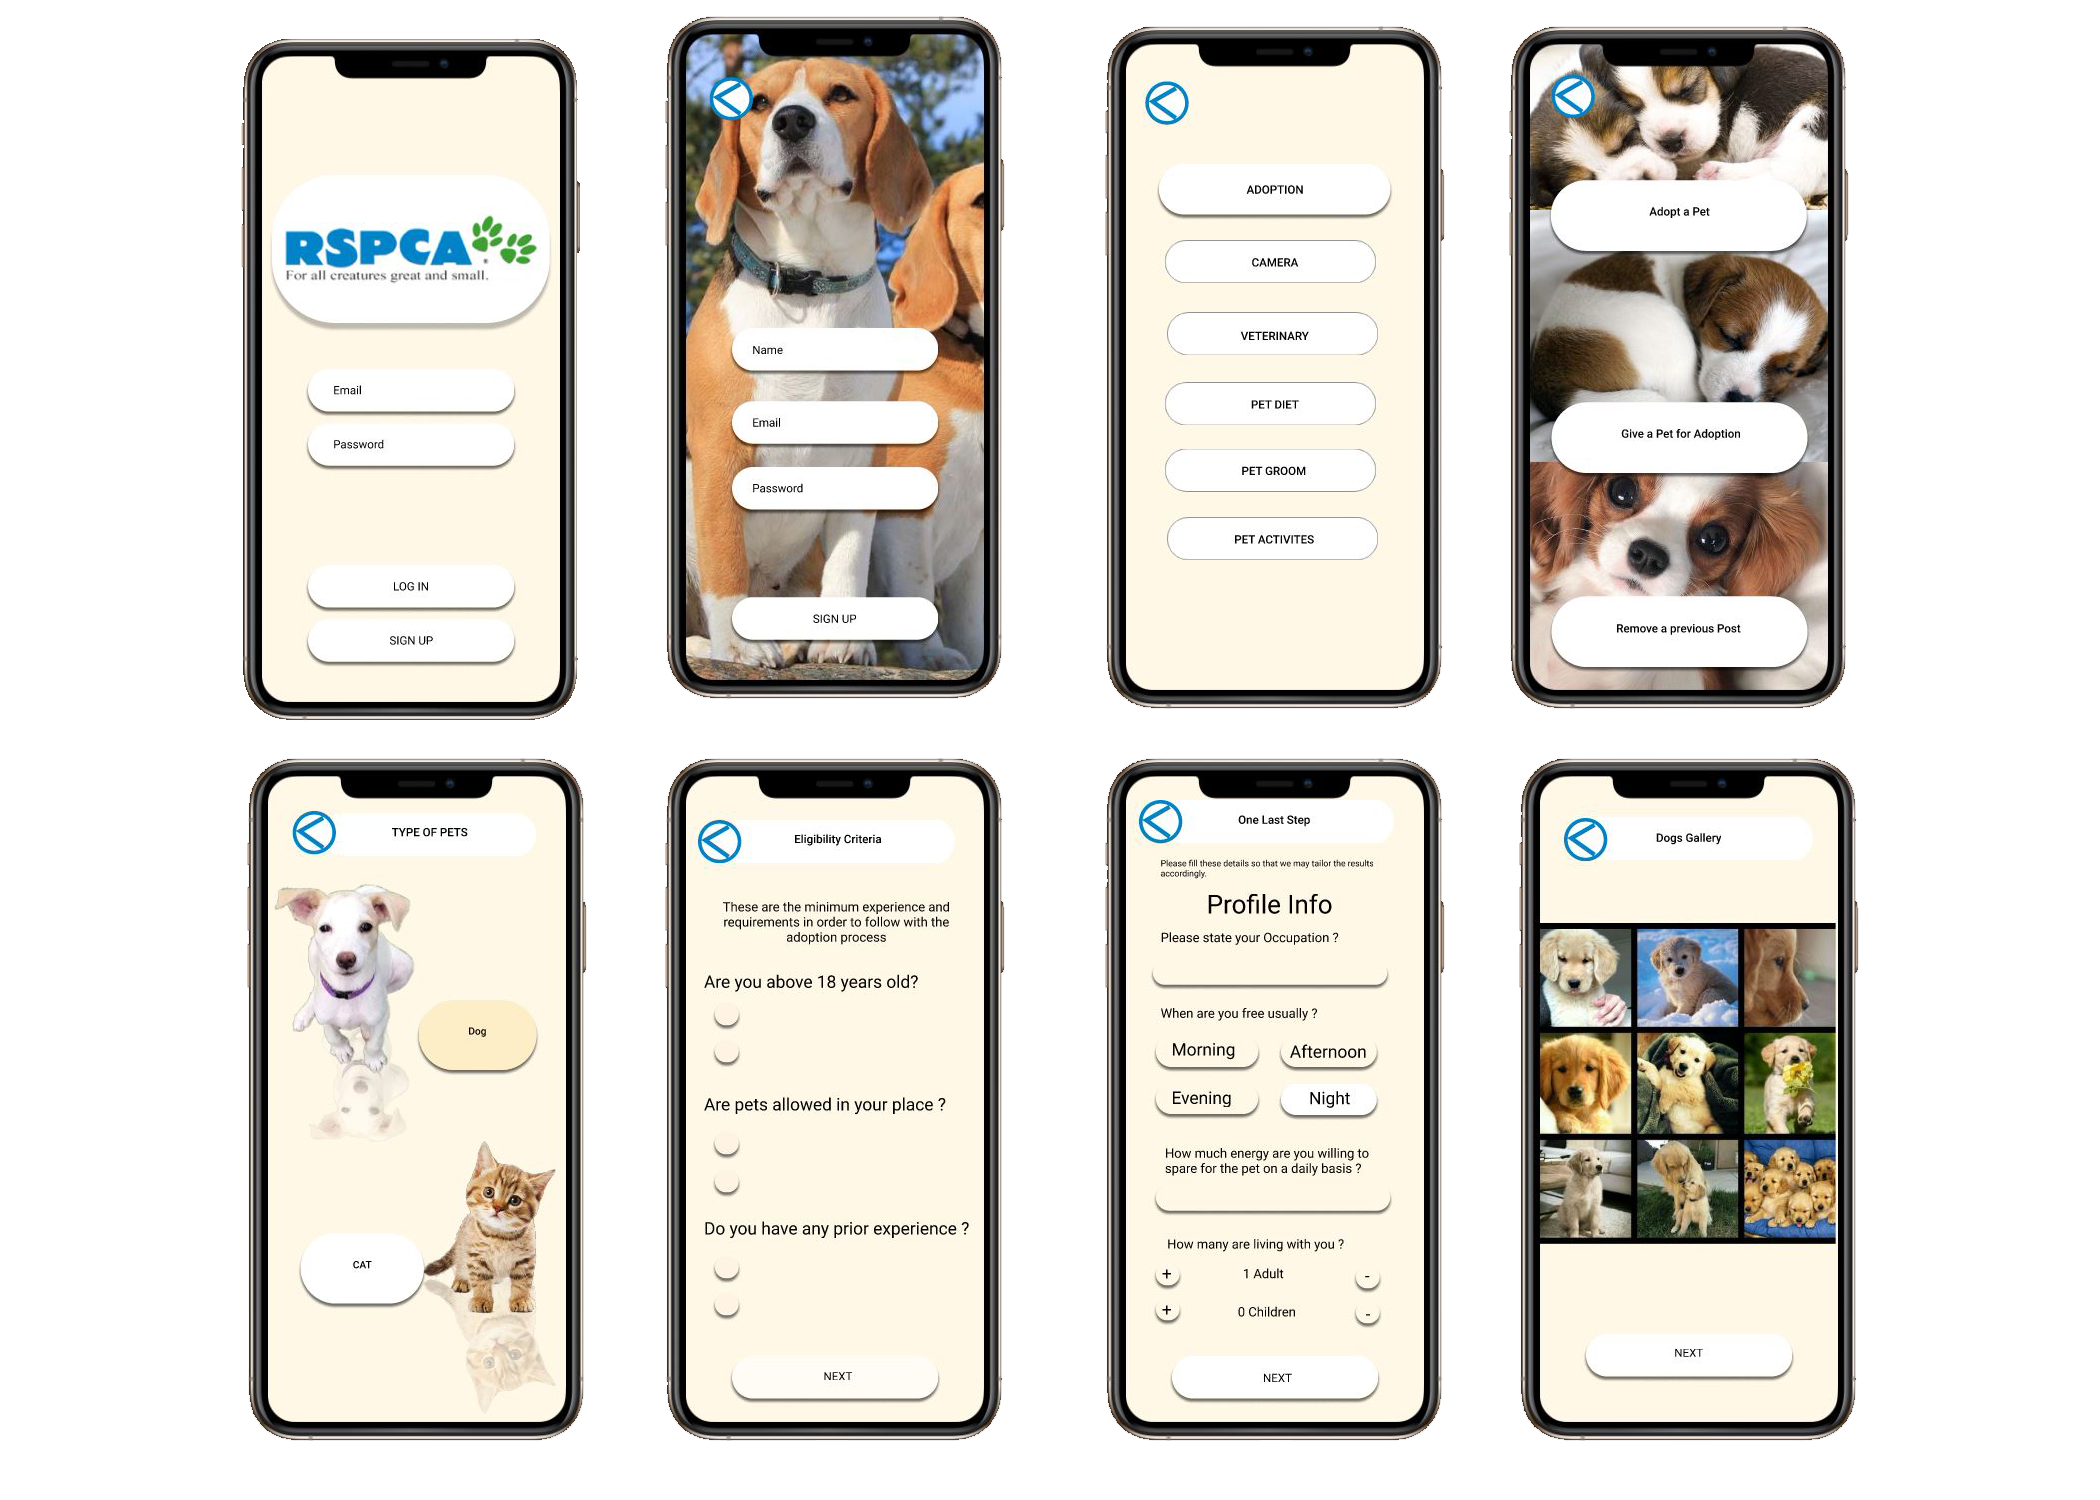 RSPCA
For all creatures great and small.
Email
Password
LOG IN
SIGN UP
Name
Email
Password
SIGN UP
ADOPTION
CAMERA
VETERINARY
PET DIET
PET GROOM
PET ACTIVITES
Adopt a Pet
Give a Pet for Adoption
Remove a previous Post
TYPE OF PETS
Dog
CAT
Eligibility Criteria
These are the minimum experience and
requirements in order to follow with the
adoption process
Are you above 18 years old?
Are pets allowed in your place ?
Do you have any prior experience ?
NEXT
One Last Step
Please fill these details so that we may tailor the results
accordingly.
Profile Info
Please state your Occupation ?
When are you free usually ?
Morning Afternoon
Evening Night
How much energy are you willing to
spare for the pet on a daily basis ?
How many are living with you ?
+ 1 Adult -
+ 0 Children -
NEXT
Dogs Gallery
NEXT